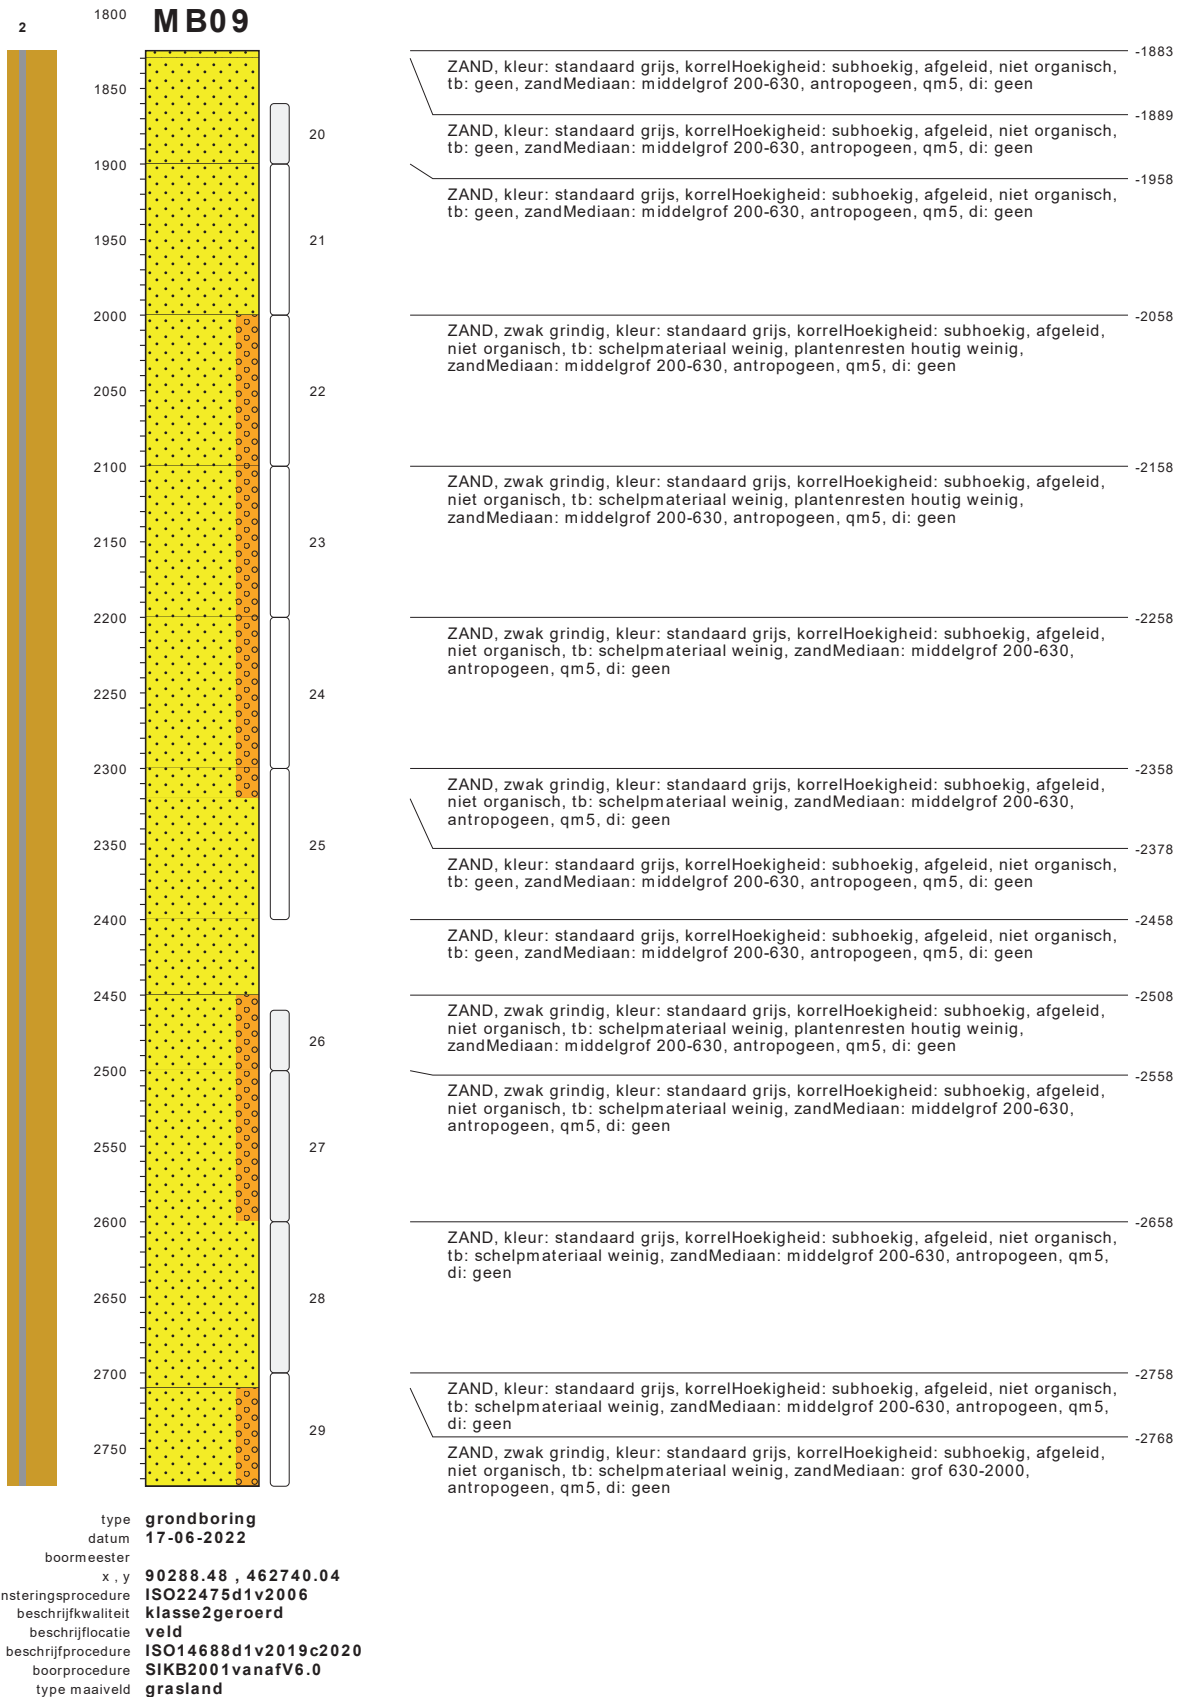 2
1800
MB09
-1883
ZAND, kleur: standaard grijs, korrelHoekigheid: subhoekig, afgeleid, niet organisch,
tb: geen, zandMediaan: middelgrof 200-630, antropogeen, qm5, di: geen
1850
-1889
ZAND, kleur: standaard grijs, korrelHoekigheid: subhoekig, afgeleid, niet organisch,
tb: geen, zandMediaan: middelgrof 200-630, antropogeen, qm5, di: geen
20
1900
-1958
ZAND, kleur: standaard grijs, korrelHoekigheid: subhoekig, afgeleid, niet organisch,
tb: geen, zandMediaan: middelgrof 200-630, antropogeen, qm5, di: geen
1950
21
2000
-2058
ZAND, zwak grindig, kleur: standaard grijs, korrelHoekigheid: subhoekig, afgeleid,
niet organisch, tb: schelpmateriaal weinig, plantenresten houtig weinig,
zandMediaan: middelgrof 200-630, antropogeen, qm5, di: geen
2050
22
2100
-2158
ZAND, zwak grindig, kleur: standaard grijs, korrelHoekigheid: subhoekig, afgeleid,
niet organisch, tb: schelpmateriaal weinig, plantenresten houtig weinig,
zandMediaan: middelgrof 200-630, antropogeen, qm5, di: geen
2150
23
2200
-2258
ZAND, zwak grindig, kleur: standaard grijs, korrelHoekigheid: subhoekig, afgeleid,
niet organisch, tb: schelpmateriaal weinig, zandMediaan: middelgrof 200-630,
antropogeen, qm5, di: geen
2250
24
2300
-2358
ZAND, zwak grindig, kleur: standaard grijs, korrelHoekigheid: subhoekig, afgeleid,
niet organisch, tb: schelpmateriaal weinig, zandMediaan: middelgrof 200-630,
antropogeen, qm5, di: geen
2350
25
-2378
ZAND, kleur: standaard grijs, korrelHoekigheid: subhoekig, afgeleid, niet organisch,
tb: geen, zandMediaan: middelgrof 200-630, antropogeen, qm5, di: geen
2400
-2458
ZAND, kleur: standaard grijs, korrelHoekigheid: subhoekig, afgeleid, niet organisch,
tb: geen, zandMediaan: middelgrof 200-630, antropogeen, qm5, di: geen
2450
-2508
ZAND, zwak grindig, kleur: standaard grijs, korrelHoekigheid: subhoekig, afgeleid,
niet organisch, tb: schelpmateriaal weinig, plantenresten houtig weinig,
zandMediaan: middelgrof 200-630, antropogeen, qm5, di: geen
26
2500
-2558
ZAND, zwak grindig, kleur: standaard grijs, korrelHoekigheid: subhoekig, afgeleid,
niet organisch, tb: schelpmateriaal weinig, zandMediaan: middelgrof 200-630,
antropogeen, qm5, di: geen
2550
27
2600
-2658
ZAND, kleur: standaard grijs, korrelHoekigheid: subhoekig, afgeleid, niet organisch,
tb: schelpmateriaal weinig, zandMediaan: middelgrof 200-630, antropogeen, qm5,
di: geen
2650
28
2700
-2758
ZAND, kleur: standaard grijs, korrelHoekigheid: subhoekig, afgeleid, niet organisch,
tb: schelpmateriaal weinig, zandMediaan: middelgrof 200-630, antropogeen, qm5,
di: geen
29
-2768
2750
ZAND, zwak grindig, kleur: standaard grijs, korrelHoekigheid: subhoekig, afgeleid,
niet organisch, tb: schelpmateriaal weinig, zandMediaan: grof 630-2000,
antropogeen, qm5, di: geen
type grondboring
datum 17-06-2022
boormeester
x , y 90288.48 , 462740.04
nsteringsprocedure ISO22475d1v2006
beschrijfkwaliteit klasse2geroerd
beschrijflocatie veld
beschrijfprocedure ISO14688d1v2019c2020
boorprocedure SIKB2001vanafV6.0
type maaiveld grasland